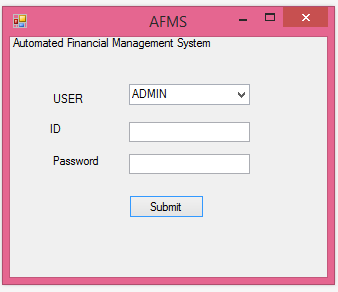 AFMS
Automated Financial Management System
USER
ADMIN
ID
Password
Submit